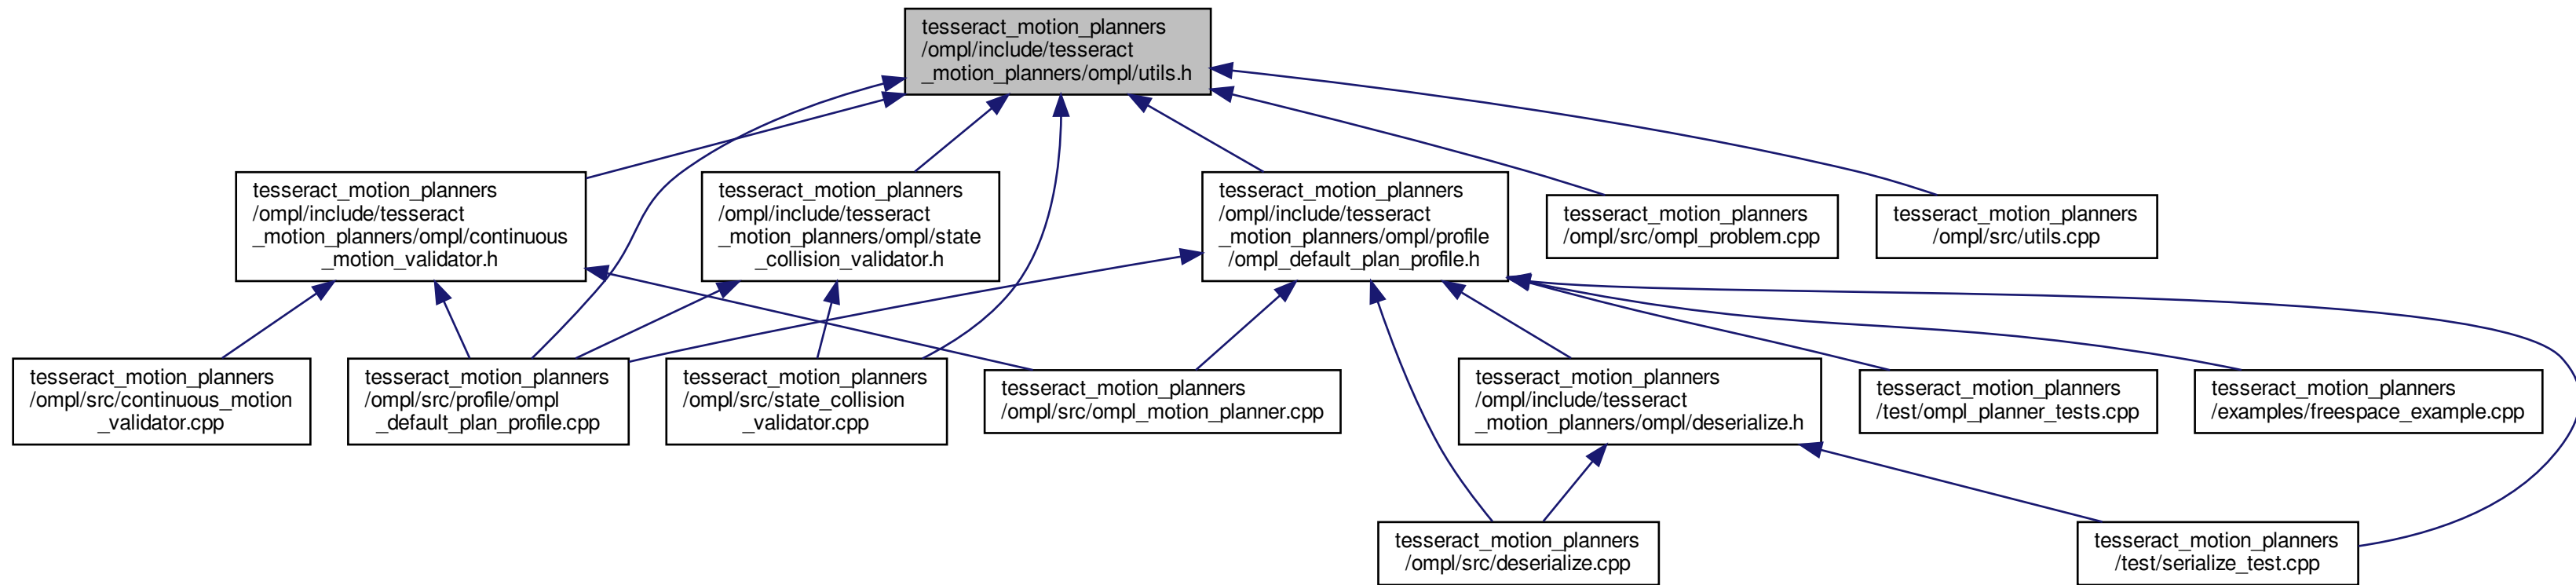 tesseract_motion_planners
/ompl/include/tesseract
_motion_planners/ompl/utils.h
tesseract_motion_planners
/ompl/include/tesseract
_motion_planners/ompl/continuous
_motion_validator.h
tesseract_motion_planners
/ompl/include/tesseract
_motion_planners/ompl/state
_collision_validator.h
tesseract_motion_planners
/ompl/include/tesseract
_motion_planners/ompl/profile
/ompl_default_plan_profile.h
tesseract_motion_planners
/ompl/src/ompl_problem.cpp
tesseract_motion_planners
/ompl/src/utils.cpp
tesseract_motion_planners
/ompl/src/continuous_motion
_validator.cpp
tesseract_motion_planners
/ompl/src/profile/ompl
_default_plan_profile.cpp
tesseract_motion_planners
/ompl/src/state_collision
_validator.cpp
tesseract_motion_planners
/ompl/src/ompl_motion_planner.cpp
tesseract_motion_planners
/ompl/include/tesseract
_motion_planners/ompl/deserialize.h
tesseract_motion_planners
/test/ompl_planner_tests.cpp
tesseract_motion_planners
/examples/freespace_example.cpp
tesseract_motion_planners
/ompl/src/deserialize.cpp
tesseract_motion_planners
/test/serialize_test.cpp